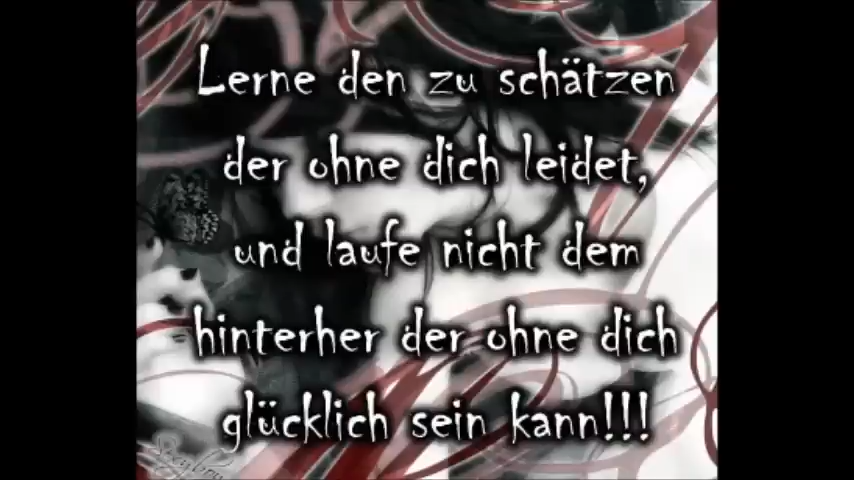 Lerne den zu schätzen
der ohne dich leidet,
und laufe nicht dem
hinterher der ohne dich
glücklich sein kann!!!